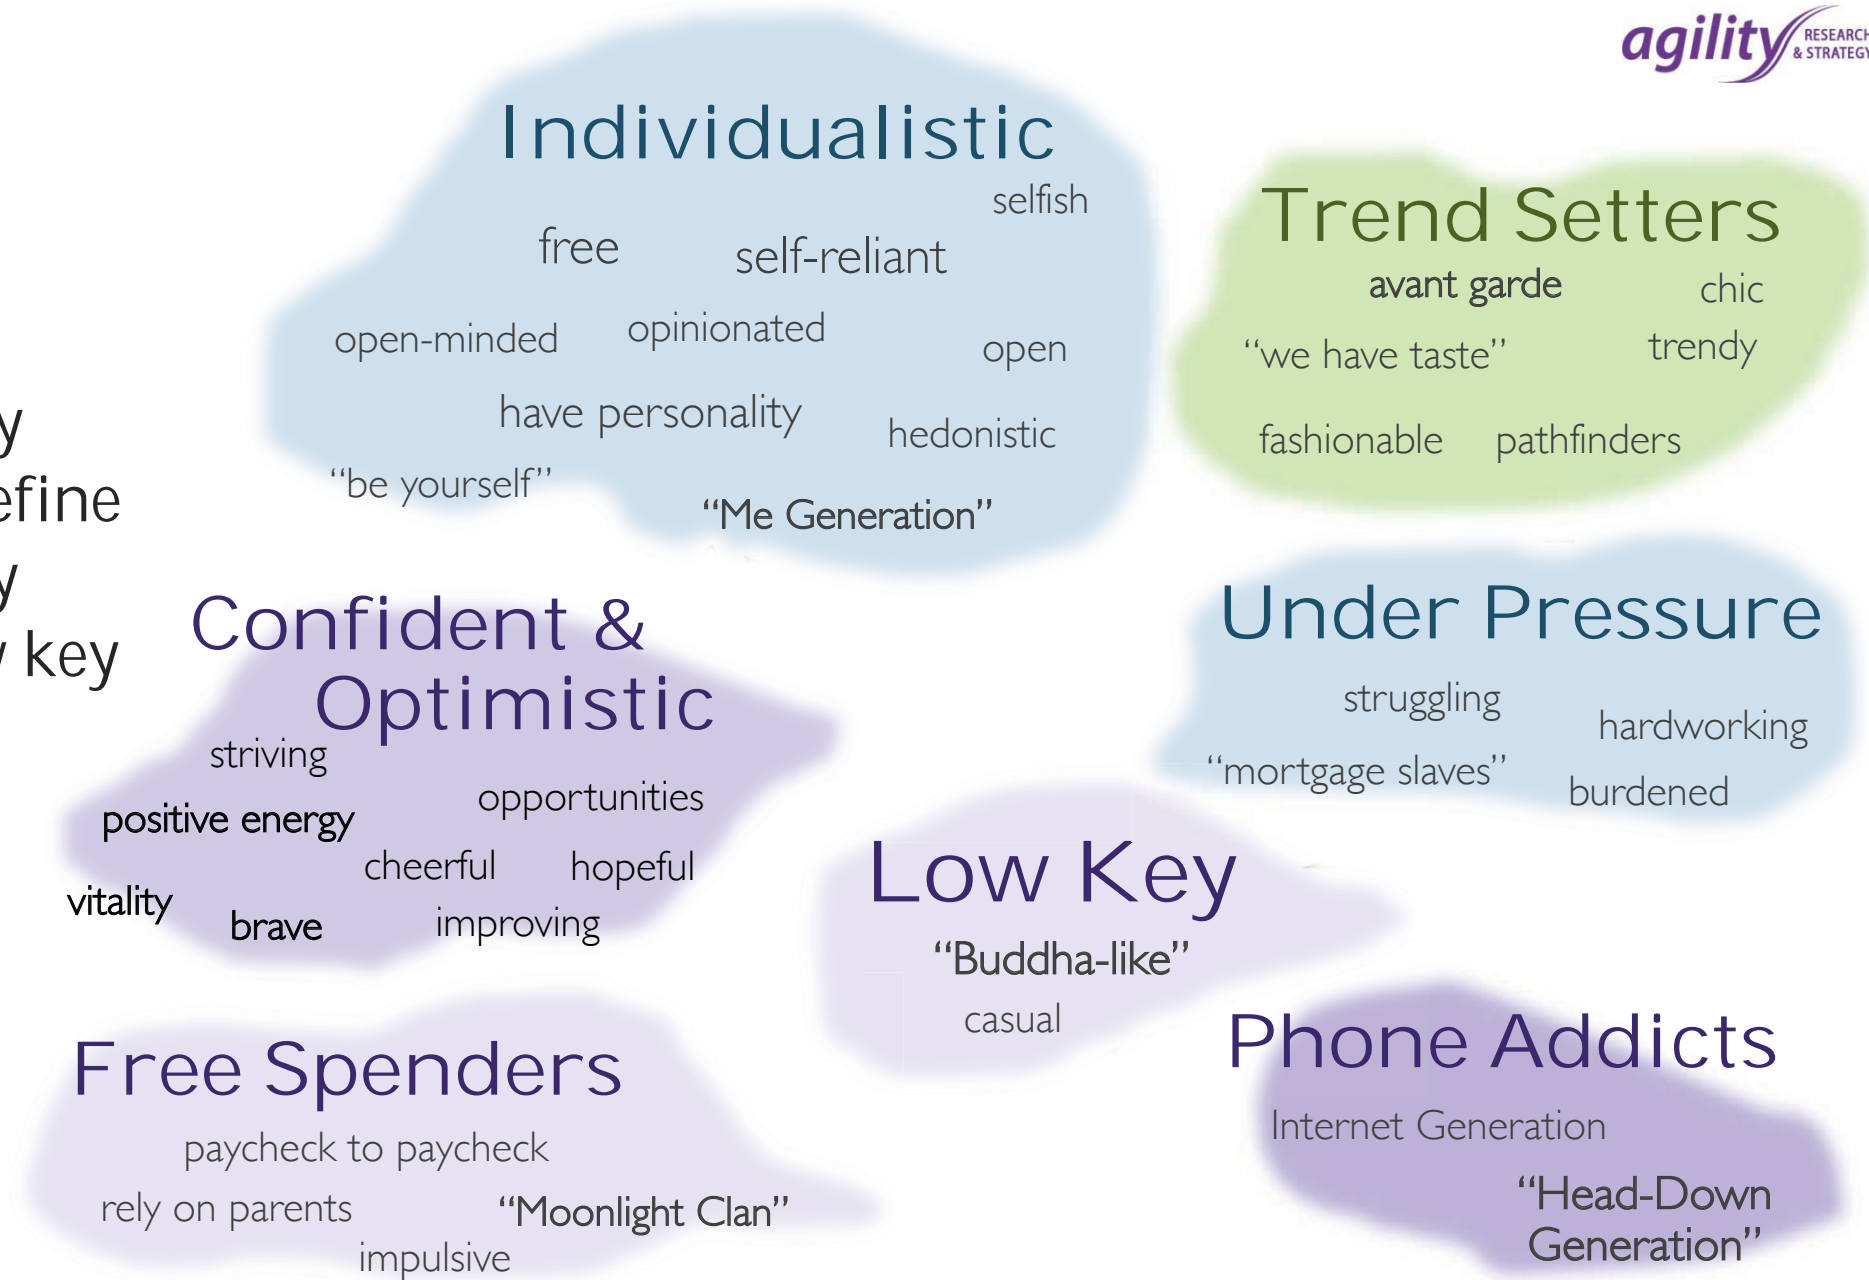 agility RESEARCH
& STRATEGY
Individualistic
selfish
free self-reliant
open-minded opinionated open
have personality hedonistic
"be yourself"
"Me Generation"
Trend Setters
avant garde chic
"we have taste" trendy
fashionable pathfinders
key
Confident &
Optimistic
striving
positive energy opportunities
cheerful hopeful
vitality brave improving
Under Pressure
struggling hardworking
"mortgage slaves" burdened
Low Key
"Buddha-like"
casual
Free Spenders
paycheck to paycheck
rely on parents "Moonlight Clan"
impulsive
Phone Addicts
Internet Generation
"Head-Down
Generation"